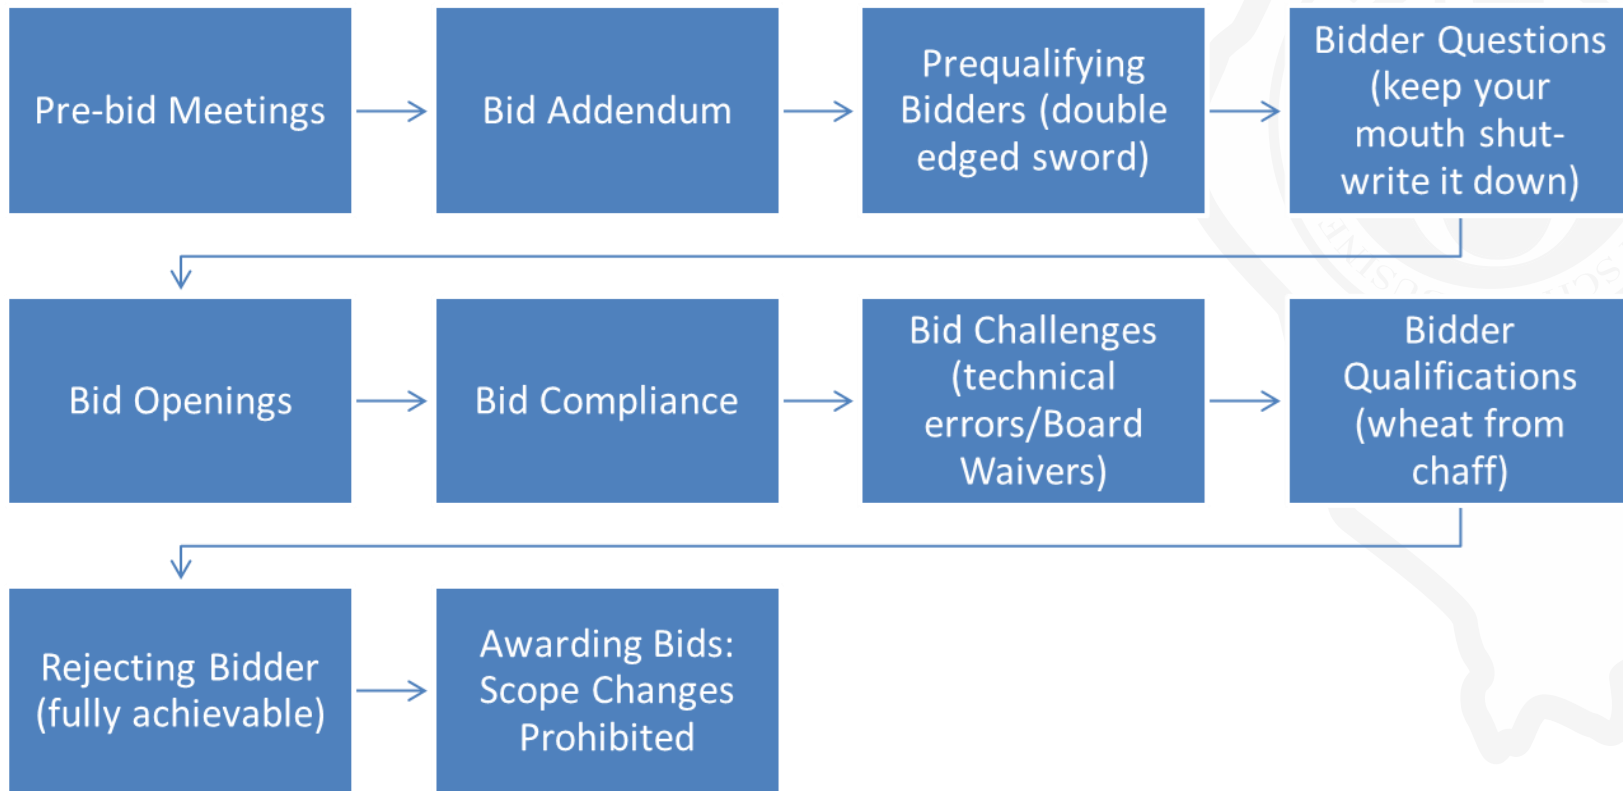 Pre-bid Meetings
Bid Addendum
Prequalifying
Bidders (double
edged sword)
Bidder Questions
(keep your
mouth shut-
write it down)
Bid Openings
Bid Compliance
Bid Challenges
(technical
errors/Board
Waivers)
Bidder
Qualifications
(wheat from
chaff)
Rejecting Bidder
(fully achievable)
Awarding Bids:
Scope Changes
Prohibited